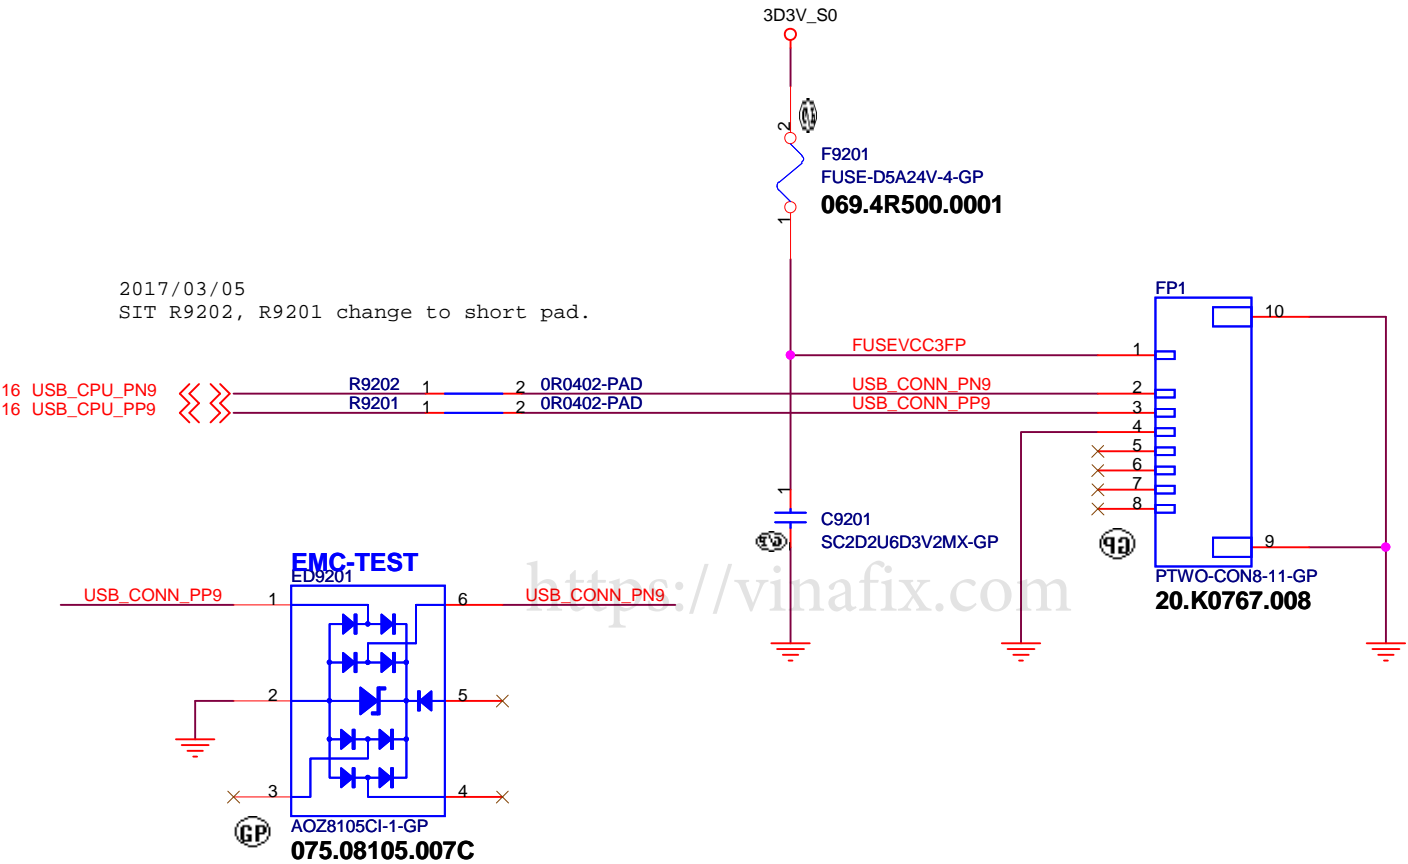 3D3V_S0
2
F9201
FUSE-D5A24V-4-GP
069.4R500.0001
1
2017/03/05
SIT R9202, R9201 change to short pad.
FP1
10
FUSEVCC3FP
1
16 USB_CPU_PN9
R9202
1
2
0R0402-PAD
USB_CONN_PN9
2
16 USB_CPU_PP9
R9201
1
2
0R0402-PAD
USB_CONN_PP9
3
4
5
6
7
8
1
C9201
SC2D2U6D3V2MX-GP
GP
9
PTWO-CON8-11-GP
20.K0767.008
https://vinafix.com
EMC-TEST
ED9201
USB_CONN_PP9
1
6
USB_CONN_PN9
2
5
3
4
GP
AOZ8105CI-1-GP
075.08105.007C